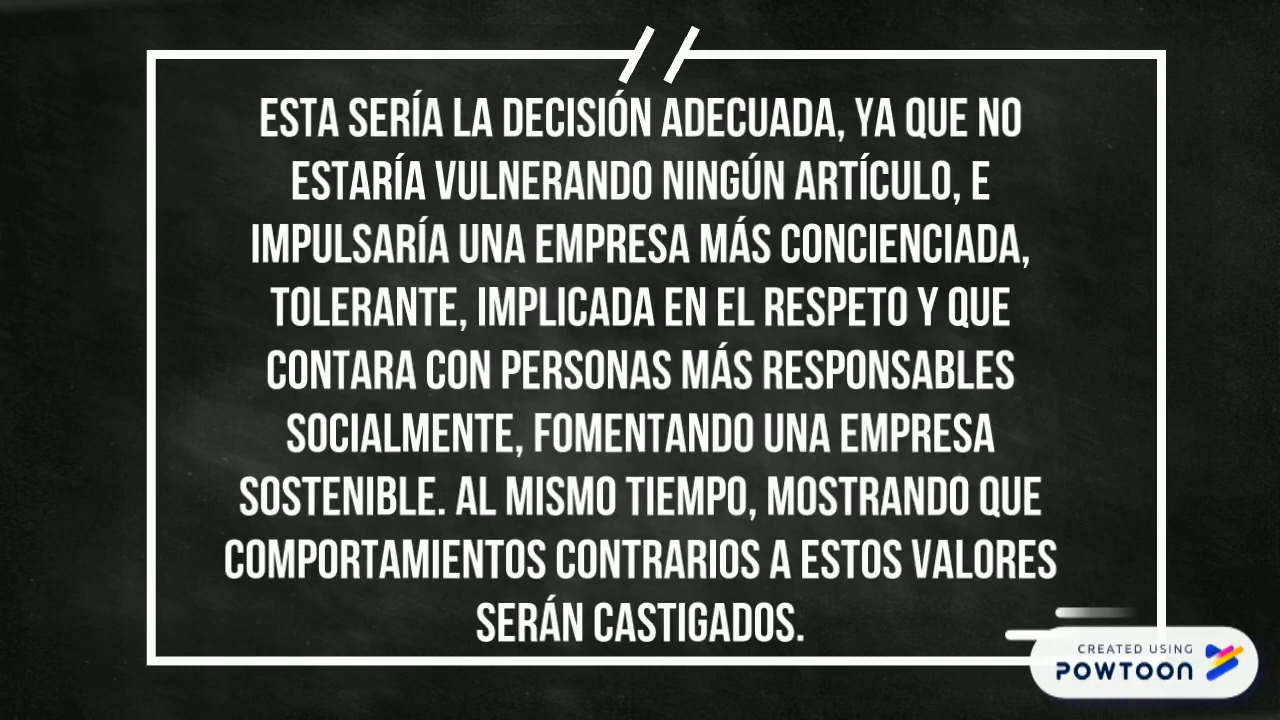 ESTA SERÍA LA DECISIÓN ADECUADA, YA QUE NO
ESTARÍA VULNERANDO NINGÚN ARTÍCULO, E
IMPULSARÍA UNA EMPRESA MÁS CONCIENCIADA,
TOLERANTE, IMPLICADA EN EL RESPETO Y QUE
CONTARA CON PERSONAS MÁS RESPONSABLES
SOCIALMENTE, FOMENTANDO UNA EMPRESA
SOSTENIBLE. AL MISMO TIEMPO, MOSTRANDO QUE
COMPORTAMIENTOS CONTRARIOS A ESTOS VALORES
SERÁN CASTIGADOS.
CREATED USING
POWTOON